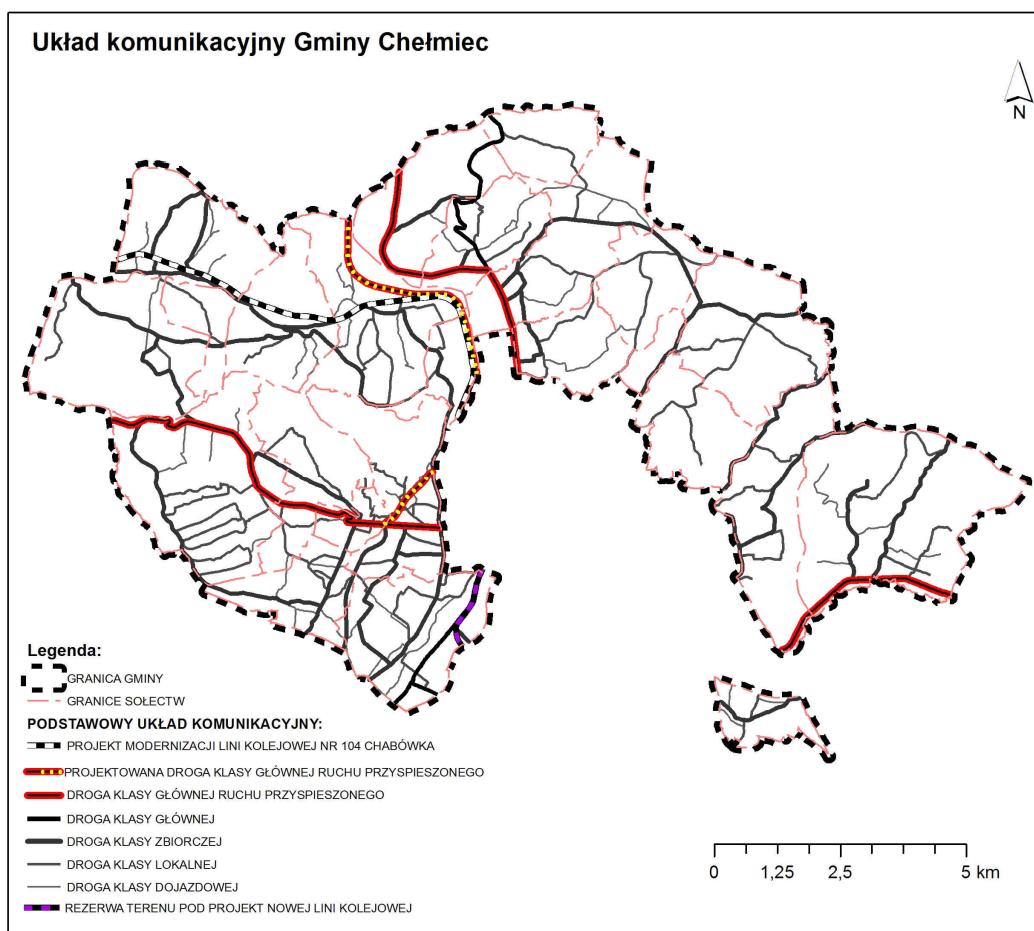 Układ komunikacyjny Gminy Chełmiec
N
Legenda:
GRANICA GMINY
GRANICE SOŁECTW
PODSTAWOWY UKŁAD KOMUNIKACYJNY:
PROJEKT MODERNIZACJI LINI KOLEJOWEJ NR 104 CHABÓWKA
PROJEKTOWANA DROGA KLASY GŁÓWNEJ RUCHU PRZYSPIESZONEGO
DROGA KLASY GŁÓWNEJ RUCHU PRZYSPIESZONEGO
DROGA KLASY GŁÓWNEJ
DROGA KLASY ZBIORCZEJ
DROGA KLASY LOKALNEJ
DROGA KLASY DOJAZDOWEJ
REZERWA TERENU POD PROJEKT NOWEJ LINI KOLEJOWEJ
0 1,25 2,5 5 km